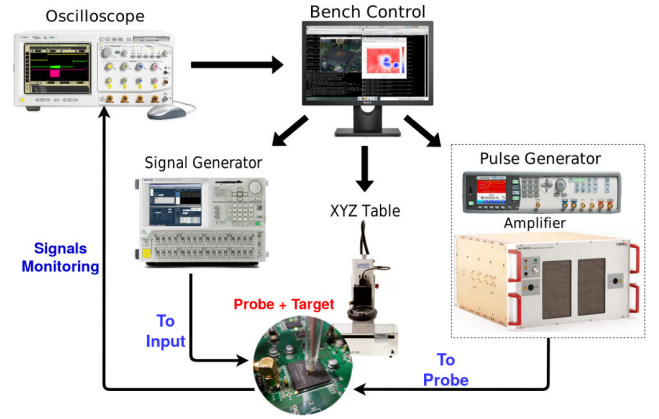 Oscilloscope
Bench Control
Signal Generator
Pulse Generator
XYZ Table
Amplifier
Signals
Monitoring
Probe + Target
To
Input
To
Probe